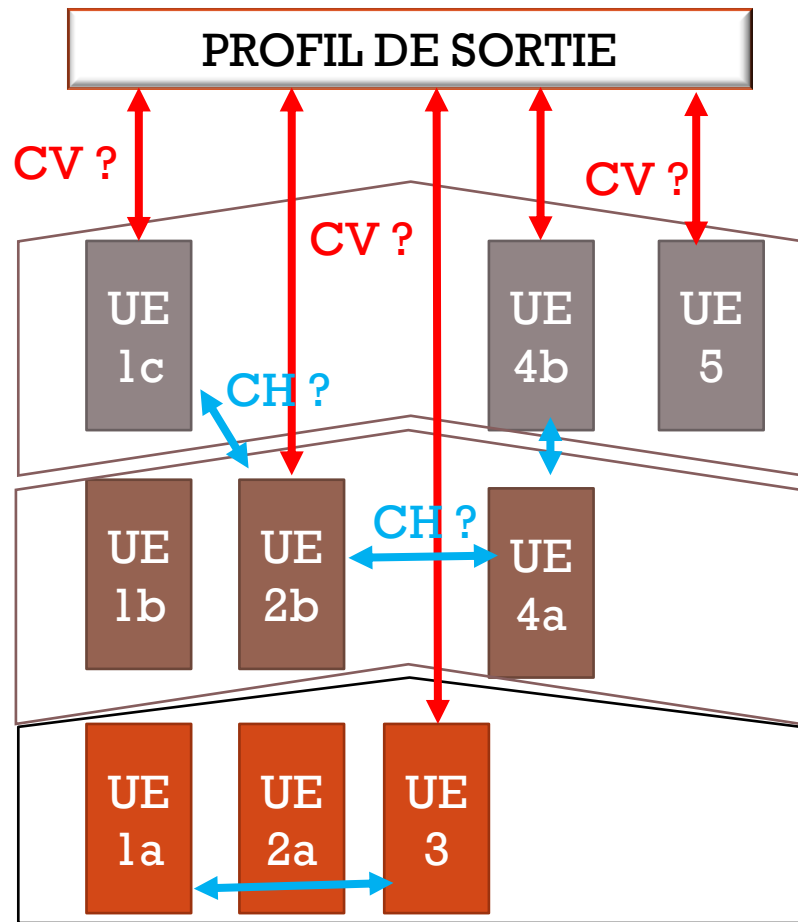 PROFIL DE SORTIE
CV ?
CV ?
CV ?
UE
1c
UE
4b
UE
5
CH ?
UE
1b
UE
2b
CH ?
UE
4a
UE
1a
UE
2a
UE
3